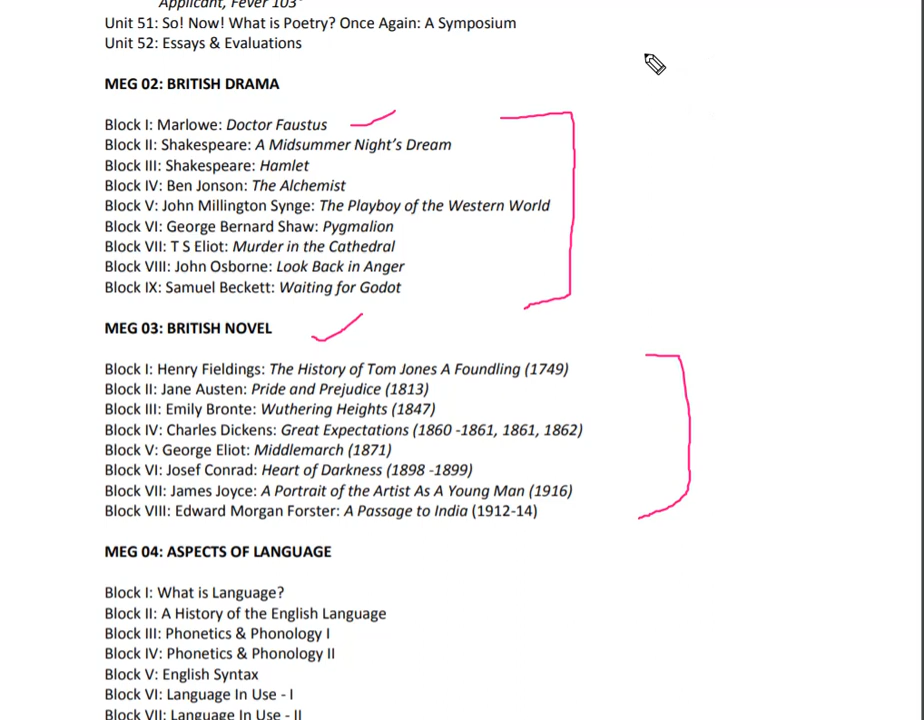 Applicant, Fever 103°
Unit 51: So! Now! What is Poetry? Once Again: A Symposium
Unit 52: Essays & Evaluations
MEG 02: BRITISH DRAMA
Block I: Marlowe: Doctor Faustus
Block II: Shakespeare: A Midsummer Night's Dream
Block III: Shakespeare: Hamlet
Block IV: Ben Jonson: The Alchemist
Block V: John Millington Synge: The Playboy of the Western World
Block VI: George Bernard Shaw: Pygmalion
Block VII: T S Eliot: Murder in the Cathedral
Block VIII: John Osborne: Look Back in Anger
Block IX: Samuel Beckett: Waiting for Godot
MEG 03: BRITISH NOVEL
Block I: Henry Fieldings: The History of Tom Jones A Foundling (1749)
Block II: Jane Austen: Pride and Prejudice (1813)
Block III: Emily Bronte: Wuthering Heights (1847)
Block IV: Charles Dickens: Great Expectations (1860 -1861, 1861, 1862)
Block V: George Eliot: Middlemarch (1871)
Block VI: Josef Conrad: Heart of Darkness (1898 -1899)
Block VII: James Joyce: A Portrait of the Artist As A Young Man (1916)
Block VIII: Edward Morgan Forster: A Passage to India (1912-14)
MEG 04: ASPECTS OF LANGUAGE
Block I: What is Language?
Block II: A History of the English Language
Block III: Phonetics & Phonology I
Block IV: Phonetics & Phonology II
Block V: English Syntax
Block VI: Language In Use - I
Block VII: Language In Use - II